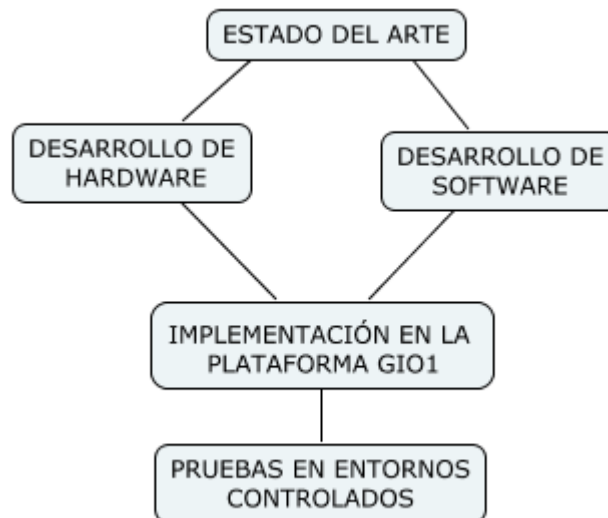 ESTADO DEL ARTE
DESARROLLO DE
HARDWARE
DESARROLLO DE
SOFTWARE
IMPLEMENTACIÓN EN LA
PLATAFORMA GIO1
PRUEBAS EN ENTORNOS
CONTROLADOS